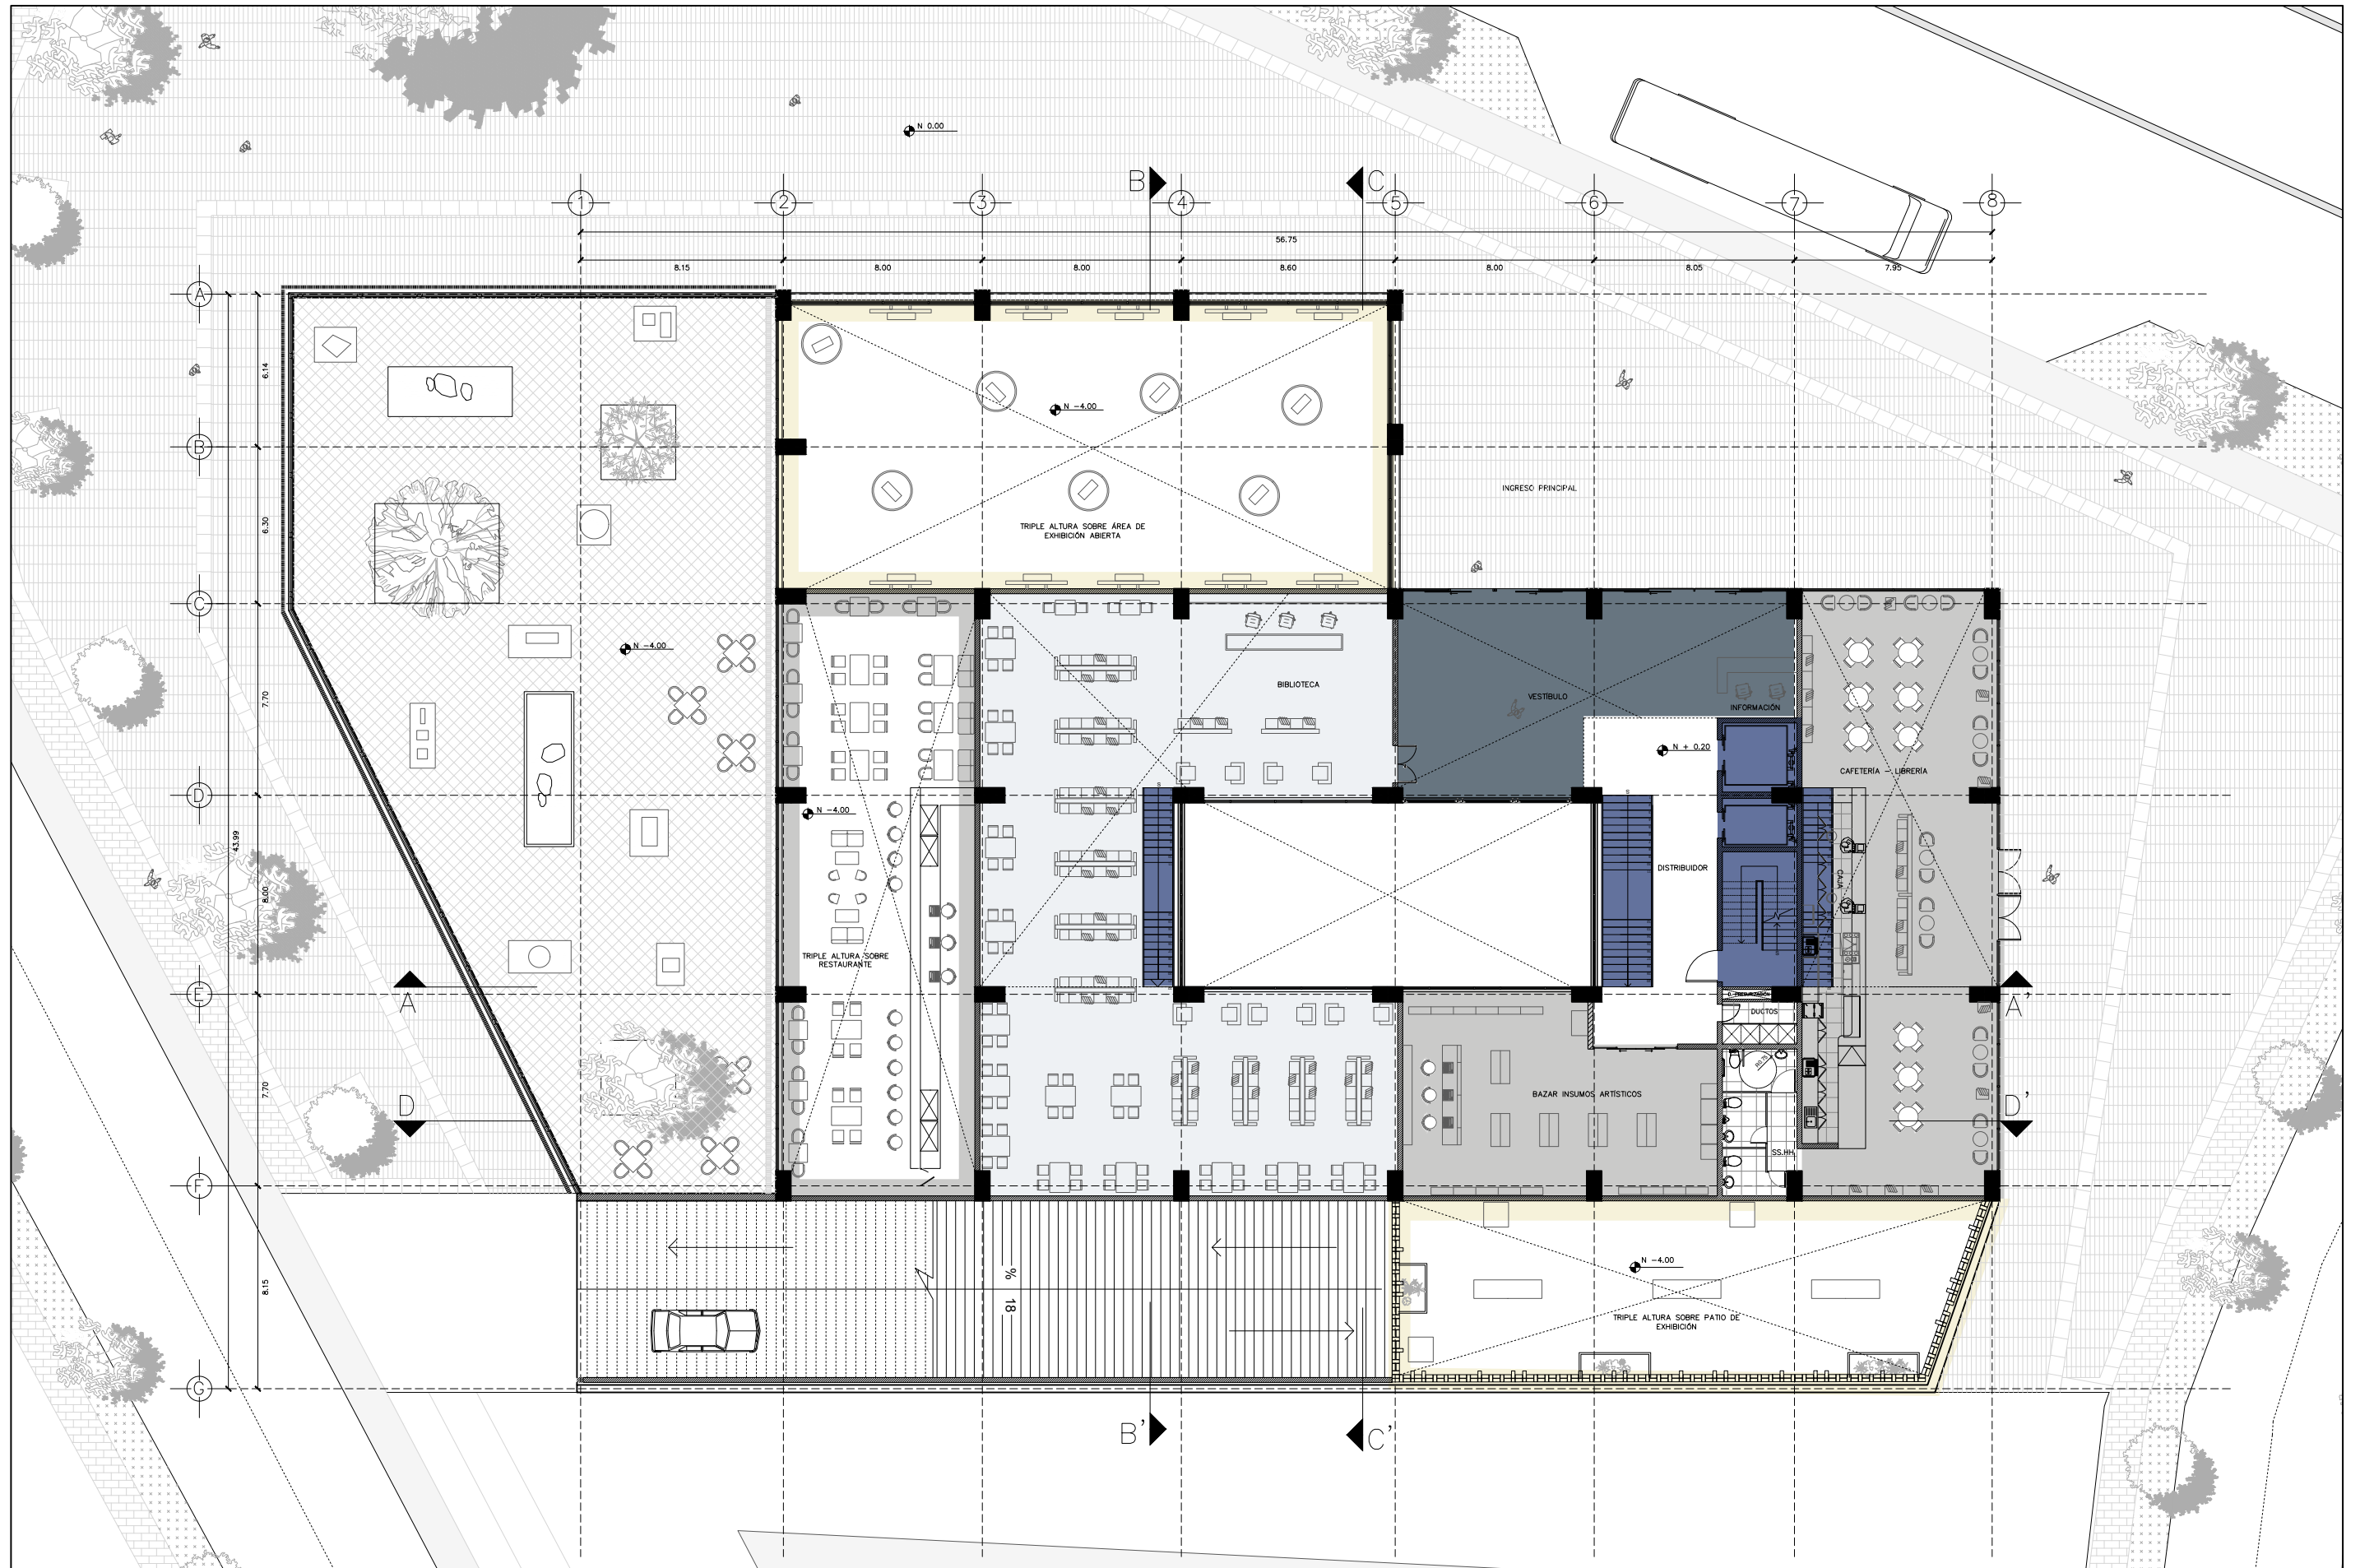 N 0.00
B
C
1
2
3
4
5
6
7
8
56.75
8.15
8.00
8.00
8.60
8.00
8.05
7.95
A
6.14
N -4.00
B
INGRESO PRINCIPAL
6.30
TRIPLE ALTURA SOBRE ÁREA DE
EXHIBICIÓN ABIERTA
C
N -4.00
BIBLIOTECA
VESTÍBULO
7.70
INFORMACIÓN
N + 0.20
CAFETERÍA - LIBRERÍA
D
N -4.00
43.99
DISTRIBUIDOR
CAJA
8.00
TRIPLE ALTURA SOBRE
RESTAURANTE
A
A'
E
DUCTOS
7.70
BAZAR INSUMOS ARTÍSTICOS
D
D'
SS.HH.
F
N -4.00
% 18
8.15
TRIPLE ALTURA SOBRE PATIO DE
EXHIBICIÓN
G
B'
C'